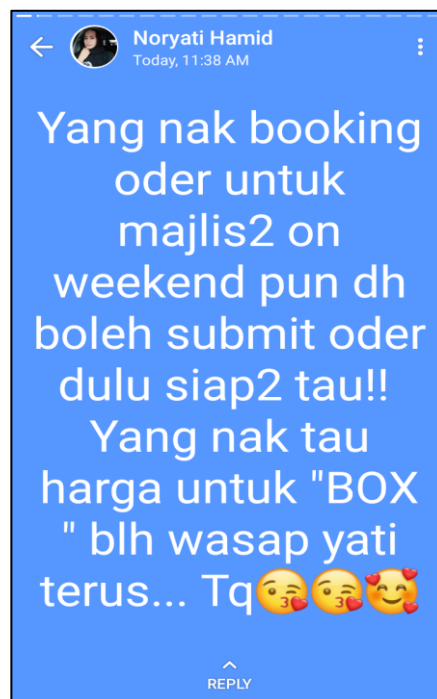 Noryati Hamid
Today, 11:38 AM
Yang nak booking
oder untuk
majlis2 on
weekend pun dh
boleh submit oder
dulu siap2 tau!!
Yang nak tau
harga untuk "BOX
" blh wasap yati
terus... Tq😘😘🥰
REPLY